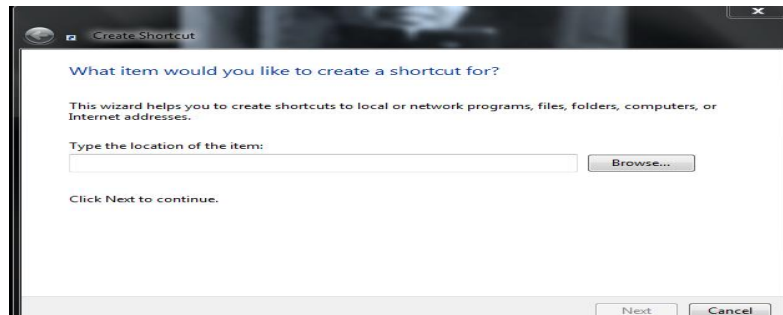 Create Shortcut
What item would you like to create a shortcut for?
This wizard helps you to create shortcuts to local or network programs, files, folders, computers, or
Internet addresses.
Type the location of the item:
Browse...
Click Next to continue.
Next
Cancel